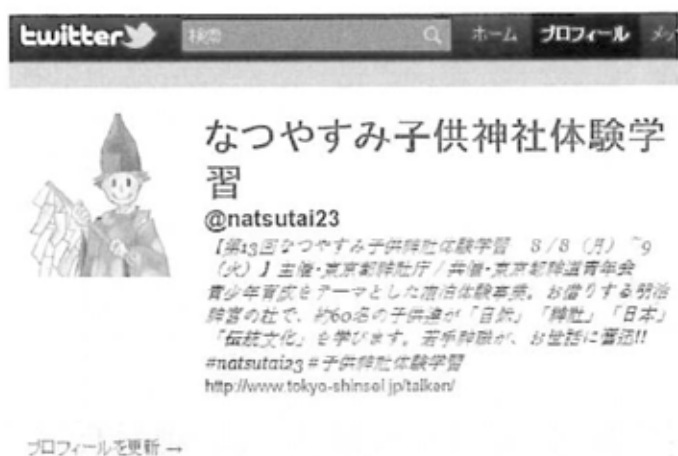 twitter
検索 ホーム プロフィール メッ
なつやすみ子供神社体験学
習
@natsutai23
【第13回なつやすみ子供神社体験学習 8/8（月）~9
（火）】主催・東京都神社庁/共催・東京都神道青年会
青少年育成をテーマとした宿泊体験事業。お借りする明治
神宮の杜で、約60名の子供達が「自然」「神社」「日本」
「伝統文化」を学びます。若手神職が、お世話に奮迅!!
#natsutai23 #子供神社体験学習
http://www.tokyo-shinsei.jp/taiken/
プロフィールを更新 →